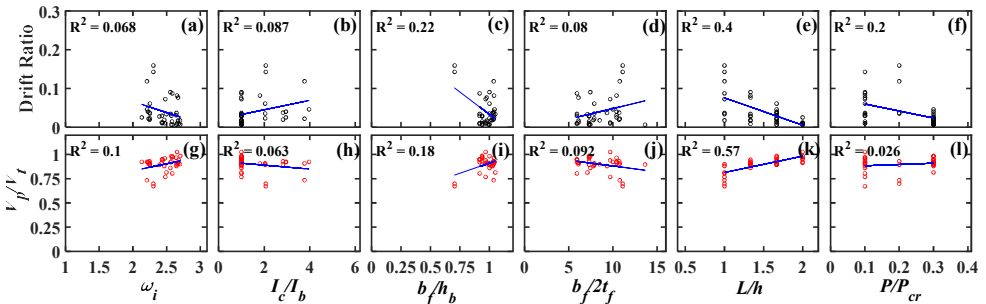 Drift Ratio
0.3
0.2
0.1
0
R² = 0.068 (a)
R² = 0.087 (b)
R² = 0.22 (c)
R² = 0.08 (d)
R² = 0.4 (e)
R² = 0.2 (f)
V_p/V_t
1
0.75
0.5
0.25
0
R² = 0.1 (g)
R² = 0.063 (h)
R² = 0.18 (i)
R² = 0.092 (j)
R² = 0.57 (k)
R² = 0.026 (l)
1 1.5 2 2.5 3
0 2 4 6
0 0.25 0.5 0.75 1
0 5 10 15
0.5 1 1.5 2
0 0.1 0.2 0.3 0.4
ω_i
I_c/I_b
b_f/h_b
b_f/2t_f
L/h
P/P_cr